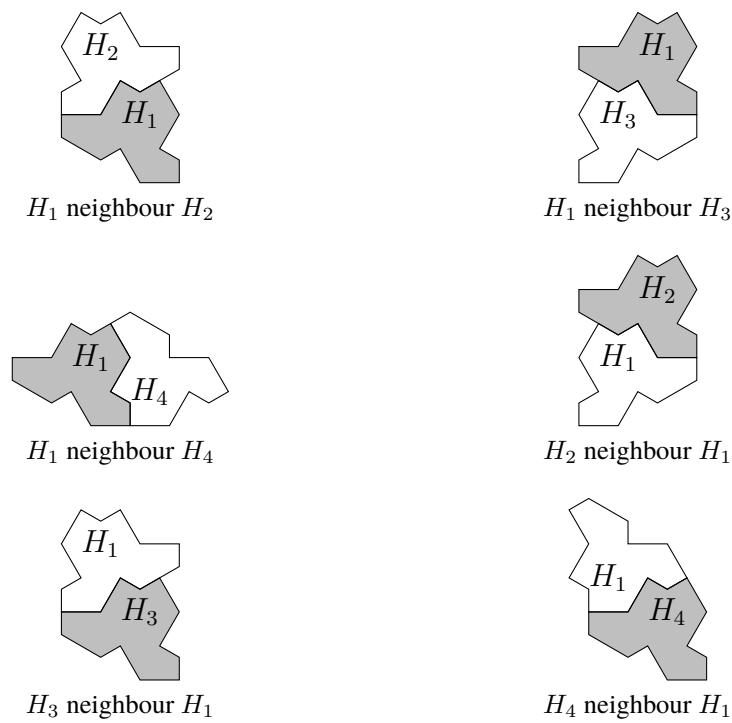 H₂ H₁
H₁ H₃
H₁ neighbour H₂ H₁ neighbour H₃
H₁ H₄
H₂ H₁
H₁ neighbour H₄ H₂ neighbour H₁
H₁ H₃
H₁ H₄
H₃ neighbour H₁ H₄ neighbour H₁